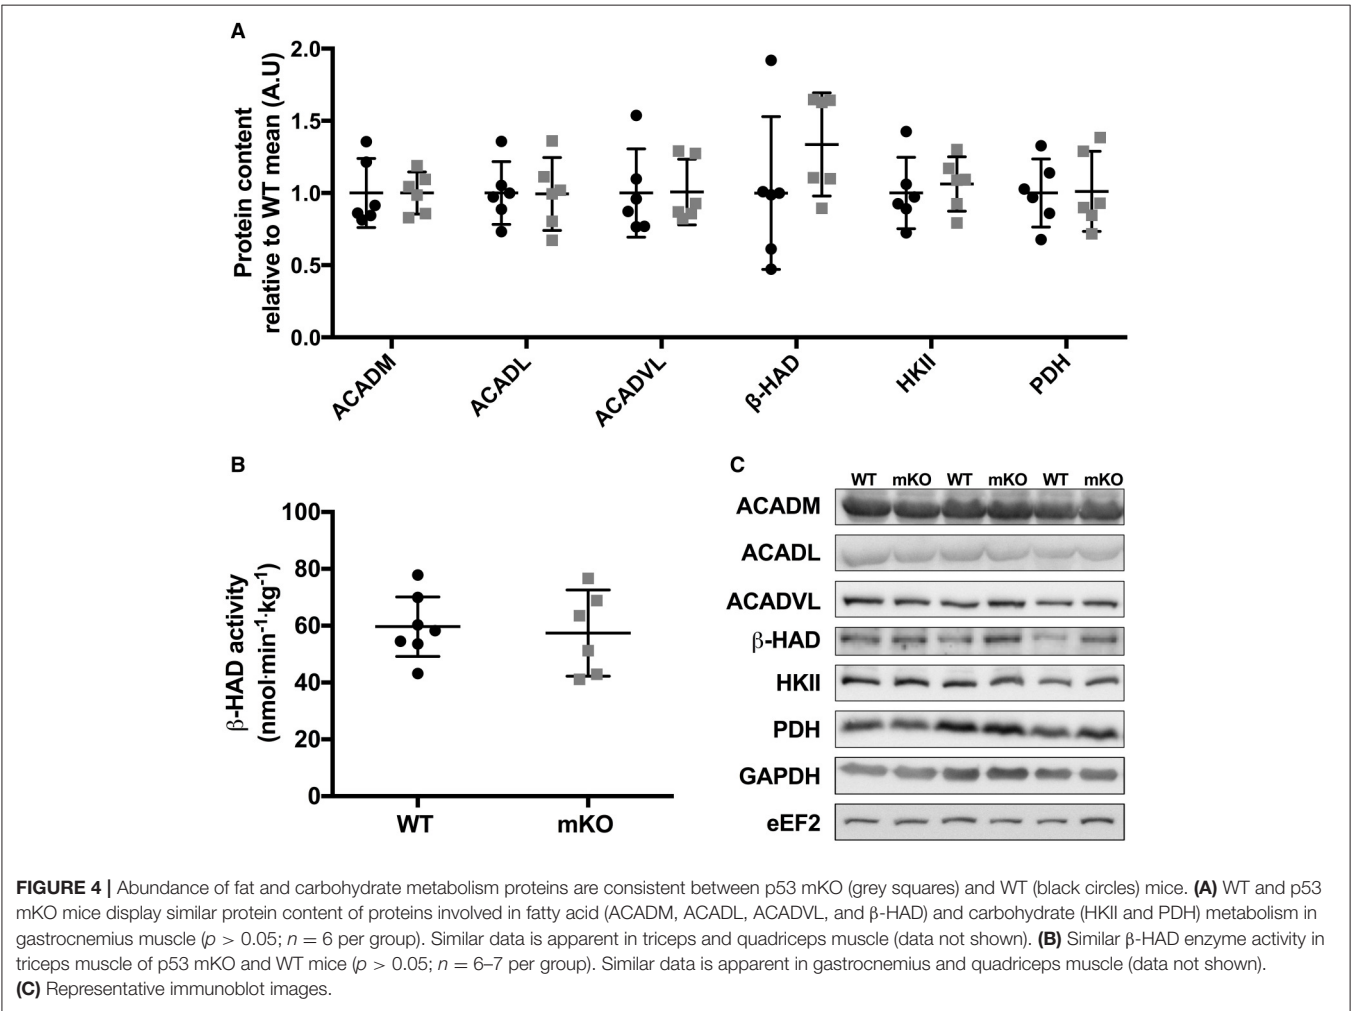 A
Protein content
relative to WT mean (A.U)
2.0
1.5
1.0
0.5
0.0
ACADM
ACADL
ACADVL
β-HAD
HKII
PDH
B
β-HAD activity
(nmol·min-1·kg-1)
100
80
60
40
20
0
WT
mKO
C
WT mKO WT mKO WT mKO
ACADM
ACADL
ACADVL
β-HAD
HKII
PDH
GAPDH
eEF2
FIGURE 4 | Abundance of fat and carbohydrate metabolism proteins are consistent between p53 mKO (grey squares) and WT (black circles) mice. (A) WT and p53
mKO mice display similar protein content of proteins involved in fatty acid (ACADM, ACADL, ACADVL, and β-HAD) and carbohydrate (HKII and PDH) metabolism in
gastrocnemius muscle (p > 0.05; n = 6 per group). Similar data is apparent in triceps and quadriceps muscle (data not shown). (B) Similar β-HAD enzyme activity in
triceps muscle of p53 mKO and WT mice (p > 0.05; n = 6–7 per group). Similar data is apparent in gastrocnemius and quadriceps muscle (data not shown).
(C) Representative immunoblot images.